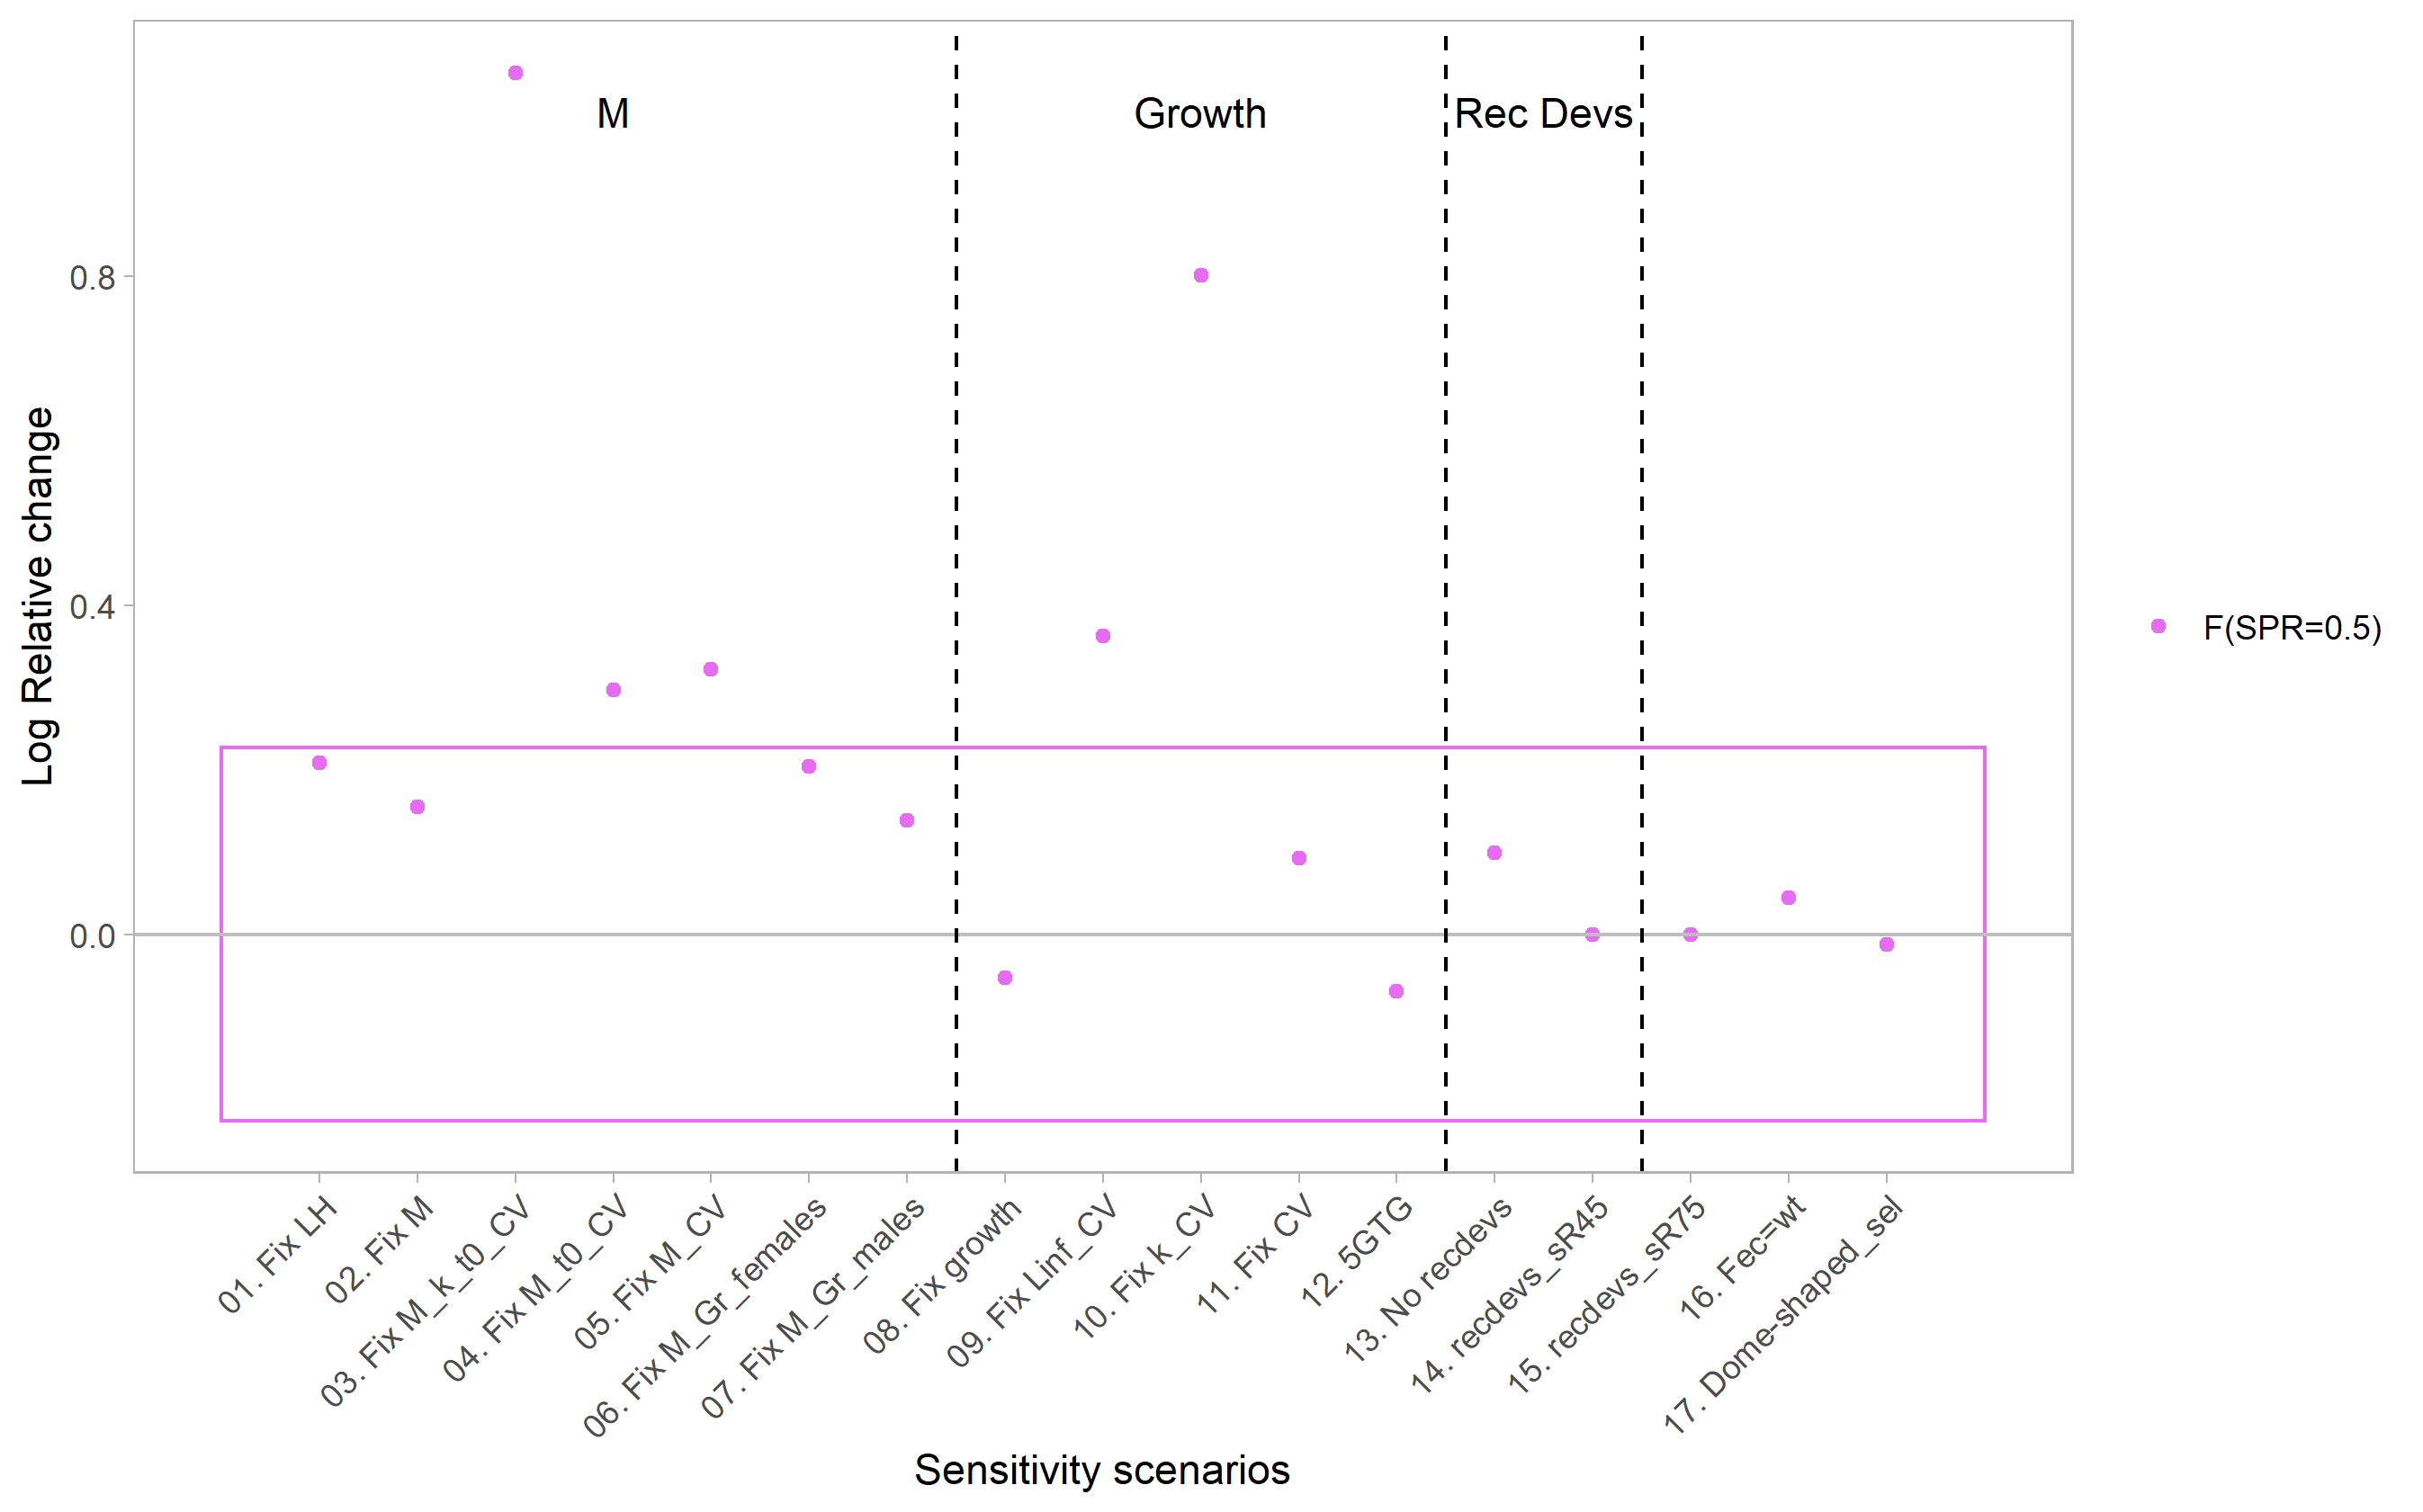 M
Growth
Rec Devs
Log Relative change
0.8
0.4
0.0
F(SPR=0.5)
01. Fix LH
02. Fix M
03. Fix M_k_t0_CV
04. Fix M_t0_CV
05. Fix M_CV
06. Fix M_Gr_females
07. Fix M_Gr_males
08. Fix growth
09. Fix Linf_CV
10. Fix k_CV
11. Fix CV
12. 5GTG
13. No recdevs
14. recdevs_sR45
15. recdevs_sR75
16. Fec=wt
17. Dome-shaped_sel
Sensitivity scenarios